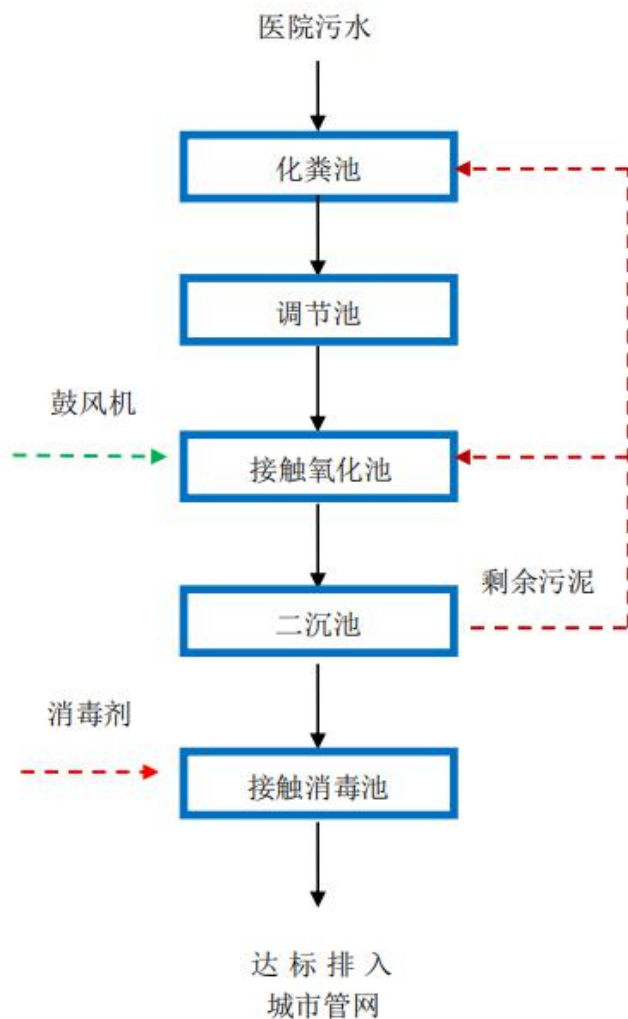 医院污水
化粪池
调节池
鼓风机
接触氧化池
剩余污泥
二沉池
消毒剂
接触消毒池
达标排入
城市管网